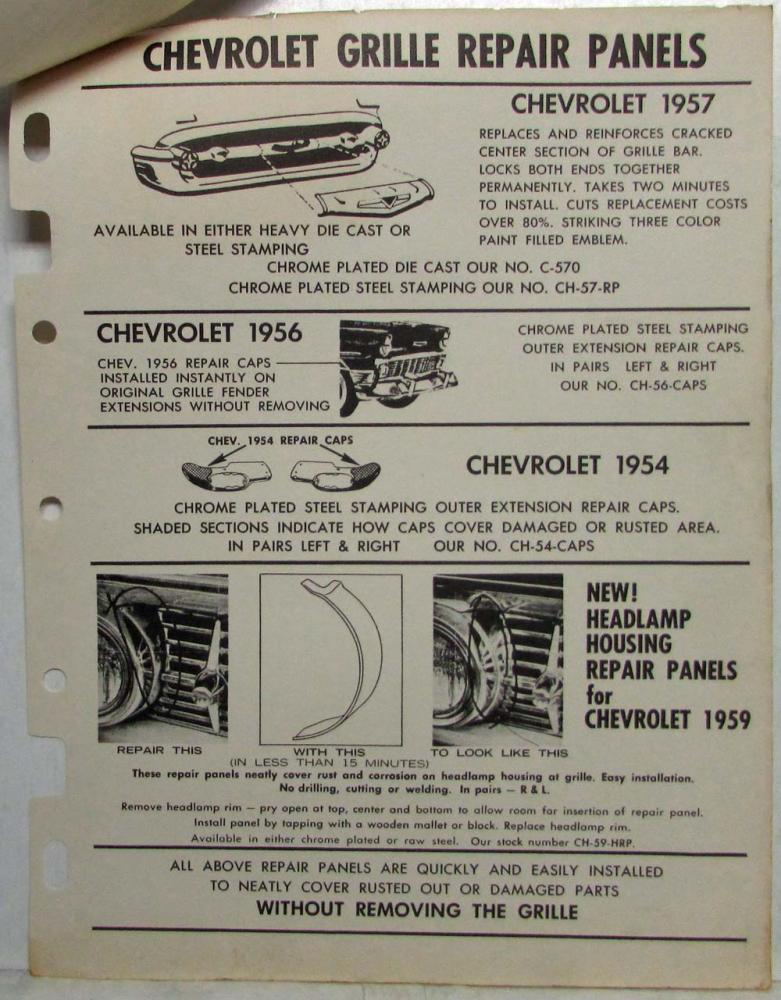 CHEVROLET GRILLE REPAIR PANELS
CHEVROLET 1957
REPLACES AND REINFORCES CRACKED
CENTER SECTION OF GRILLE BAR.
LOCKS BOTH ENDS TOGETHER
PERMANENTLY. TAKES TWO MINUTES
TO INSTALL. CUTS REPLACEMENT COSTS
OVER 80%. STRIKING THREE COLOR
PAINT FILLED EMBLEM.
AVAILABLE IN EITHER HEAVY DIE CAST OR
STEEL STAMPING
CHROME PLATED DIE CAST OUR NO. C-570
CHROME PLATED STEEL STAMPING OUR NO. CH-57-RP
CHEVROLET 1956
CHEV. 1956 REPAIR CAPS
INSTALLED INSTANTLY ON
ORIGINAL GRILLE FENDER
EXTENSIONS WITHOUT REMOVING
CHROME PLATED STEEL STAMPING
OUTER EXTENSION REPAIR CAPS.
IN PAIRS LEFT & RIGHT
OUR NO. CH-56-CAPS
CHEV. 1954 REPAIR CAPS
CHEVROLET 1954
CHROME PLATED STEEL STAMPING OUTER EXTENSION REPAIR CAPS.
SHADED SECTIONS INDICATE HOW CAPS COVER DAMAGED OR RUSTED AREA.
IN PAIRS LEFT & RIGHT OUR NO. CH-54-CAPS
NEW!
HEADLAMP
HOUSING
REPAIR PANELS
for
CHEVROLET 1959
REPAIR THIS
WITH THIS
TO LOOK LIKE THIS
(IN LESS THAN 15 MINUTES)
These repair panels neatly cover rust and corrosion on headlamp housing at grille. Easy installation.
No drilling, cutting or welding. In pairs — R & L.
Remove headlamp rim — pry open at top, center and bottom to allow room for insertion of repair panel.
Install panel by tapping with a wooden mallet or block. Replace headlamp rim.
Available in either chrome plated or raw steel. Our stock number CH-59-HRP.
ALL ABOVE REPAIR PANELS ARE QUICKLY AND EASILY INSTALLED
TO NEATLY COVER RUSTED OUT OR DAMAGED PARTS
WITHOUT REMOVING THE GRILLE